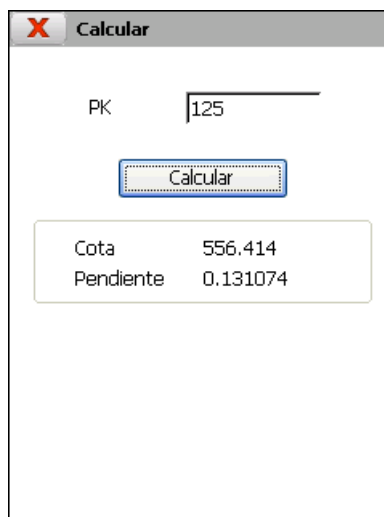 Calcular
PK 125
Calcular
Cota 556.414
Pendiente 0.131074